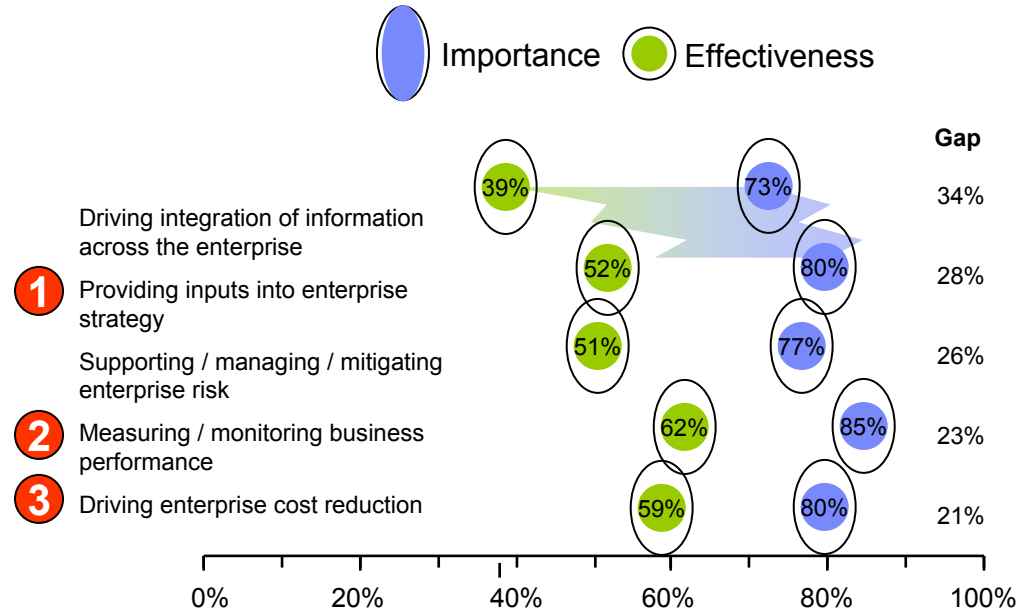 Importance Effectiveness
Gap
39% 73% 34%
Driving integration of information
across the enterprise
52% 80% 28%
1 Providing inputs into enterprise
strategy
51% 77% 26%
Supporting / managing / mitigating
enterprise risk
62% 85% 23%
2 Measuring / monitoring business
performance
3 Driving enterprise cost reduction
59% 80% 21%
0% 20% 40% 60% 80% 100%